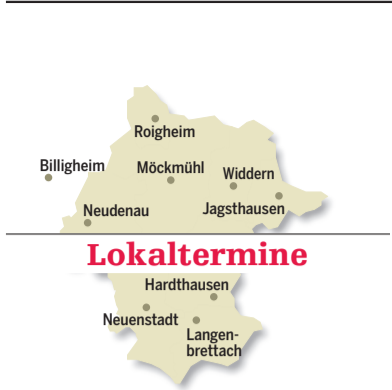 Roigheim
Billigheim
Möckmühl
Widdern
Neudenau
Jagsthausen
Lokaltermine
Hardthausen
Neuenstadt
Langen-
brettach